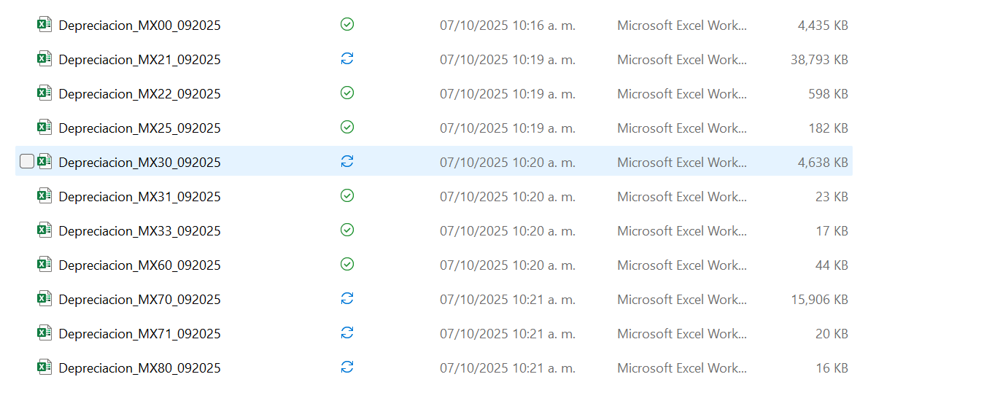 Depreciacion_MX00_092025 07/10/2025 10:16 a. m. Microsoft Excel Work... 4,435 KB
Depreciacion_MX21_092025 07/10/2025 10:19 a. m. Microsoft Excel Work... 38,793 KB
Depreciacion_MX22_092025 07/10/2025 10:19 a. m. Microsoft Excel Work... 598 KB
Depreciacion_MX25_092025 07/10/2025 10:19 a. m. Microsoft Excel Work... 182 KB
Depreciacion_MX30_092025 07/10/2025 10:20 a. m. Microsoft Excel Work... 4,638 KB
Depreciacion_MX31_092025 07/10/2025 10:20 a. m. Microsoft Excel Work... 23 KB
Depreciacion_MX33_092025 07/10/2025 10:20 a. m. Microsoft Excel Work... 17 KB
Depreciacion_MX60_092025 07/10/2025 10:20 a. m. Microsoft Excel Work... 44 KB
Depreciacion_MX70_092025 07/10/2025 10:21 a. m. Microsoft Excel Work... 15,906 KB
Depreciacion_MX71_092025 07/10/2025 10:21 a. m. Microsoft Excel Work... 20 KB
Depreciacion_MX80_092025 07/10/2025 10:21 a. m. Microsoft Excel Work... 16 KB